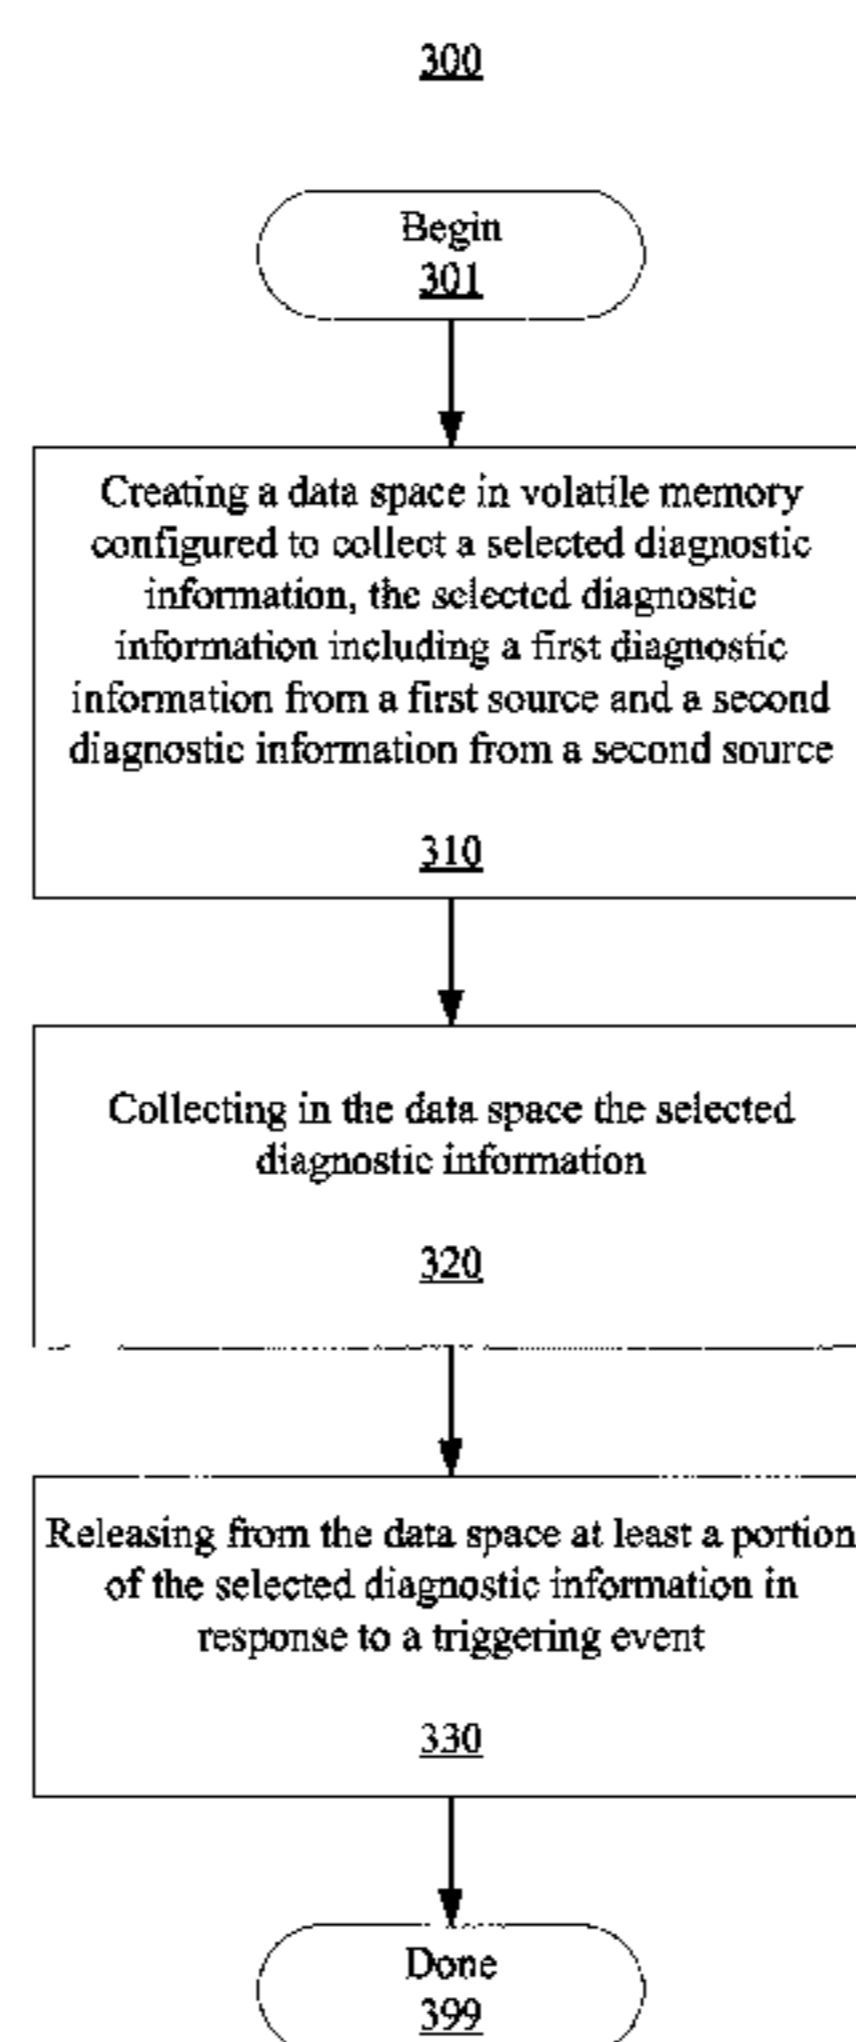 300
Begin
301
Creating a data space in volatile memory
configured to collect a selected diagnostic
information, the selected diagnostic
information including a first diagnostic
information from a first source and a second
diagnostic information from a second source
310
Collecting in the data space the selected
diagnostic information
320
Releasing from the data space at least a portion
of the selected diagnostic information in
response to a triggering event
330
Done
399